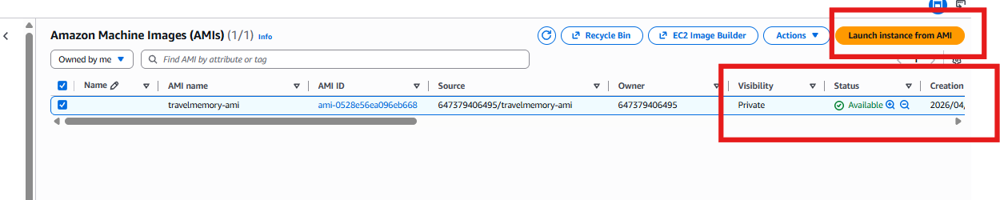 Amazon Machine Images (AMIs) (1/1) Info
Recycle Bin
EC2 Image Builder
Actions
Launch instance from AMI
Owned by me
Find AMI by attribute or tag
Name AMI name AMI ID Source Owner Visibility Status Creation
travelmemory-ami ami-0528e56ea096eb668 647379406495/travelmemory-ami 647379406495 Private Available 2026/04,